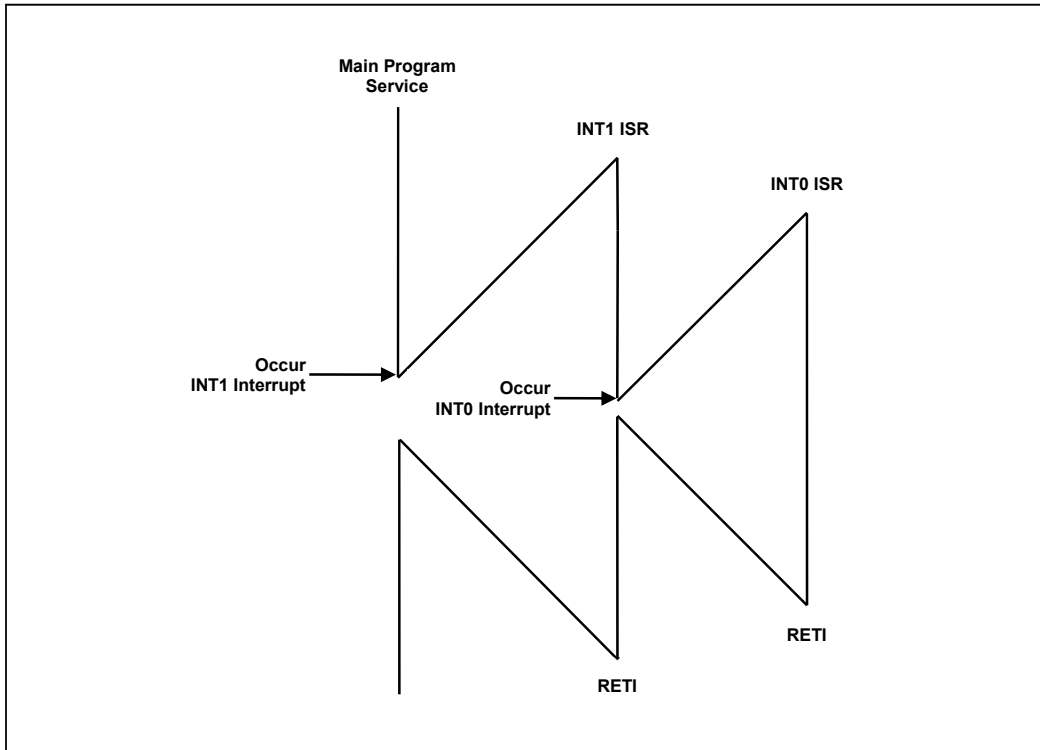 Main Program
Service
INT1 ISR
INT0 ISR
Occur
INT1 Interrupt
Occur
INT0 Interrupt
RETI
RETI